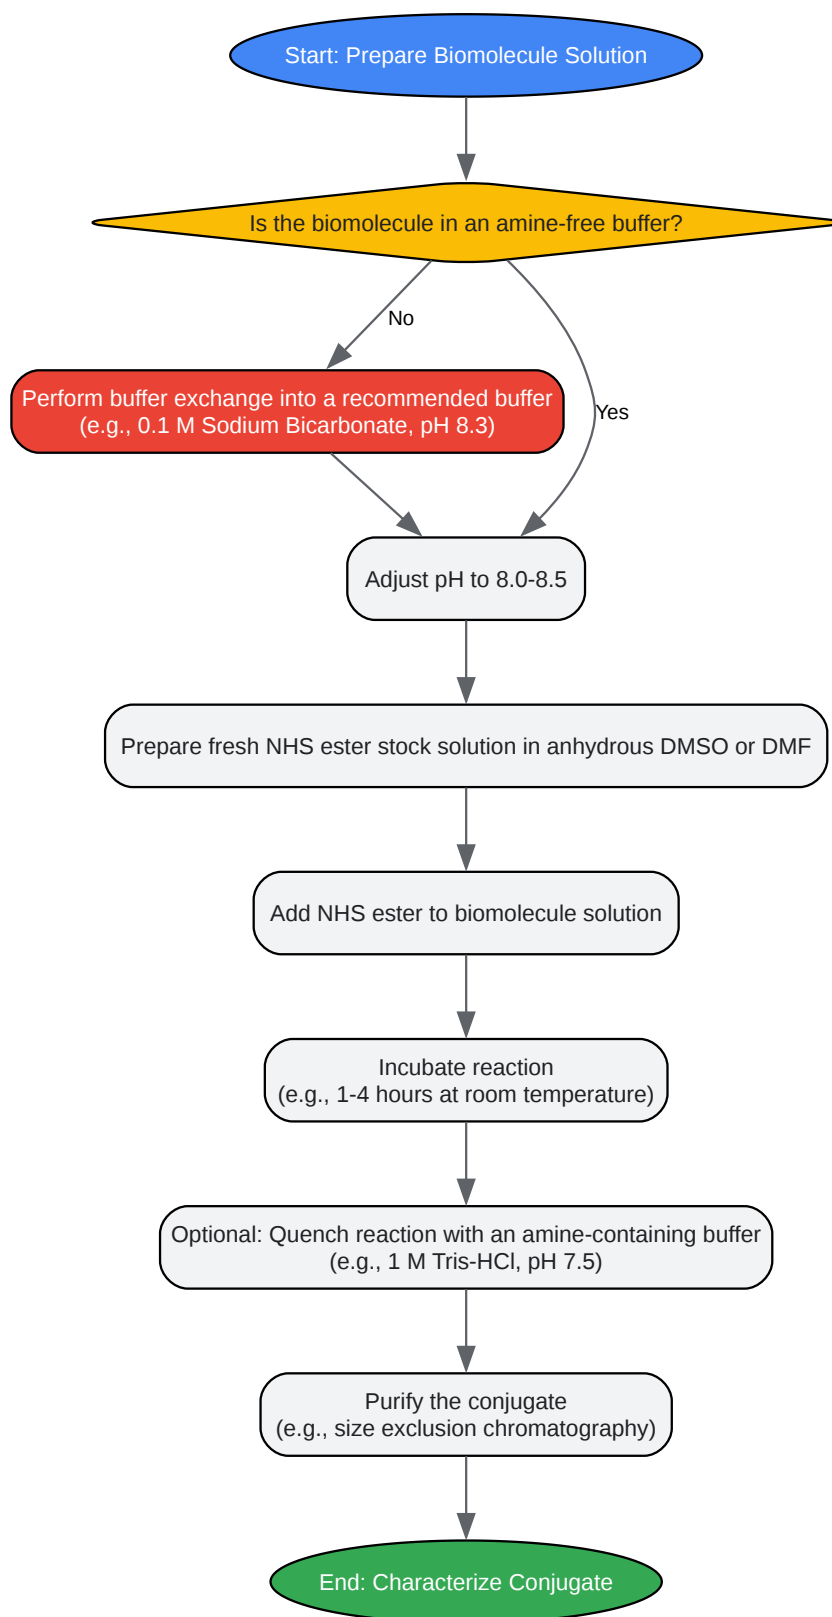 Start: Prepare Biomolecule Solution
Is the biomolecule in an amine-free buffer?
No
Perform buffer exchange into a recommended buffer
(e.g., 0.1 M Sodium Bicarbonate, pH 8.3)
Yes
Adjust pH to 8.0-8.5
Prepare fresh NHS ester stock solution in anhydrous DMSO or DMF
Add NHS ester to biomolecule solution
Incubate reaction
(e.g., 1-4 hours at room temperature)
Optional: Quench reaction with an amine-containing buffer
(e.g., 1 M Tris-HCl, pH 7.5)
Purify the conjugate
(e.g., size exclusion chromatography)
End: Characterize Conjugate